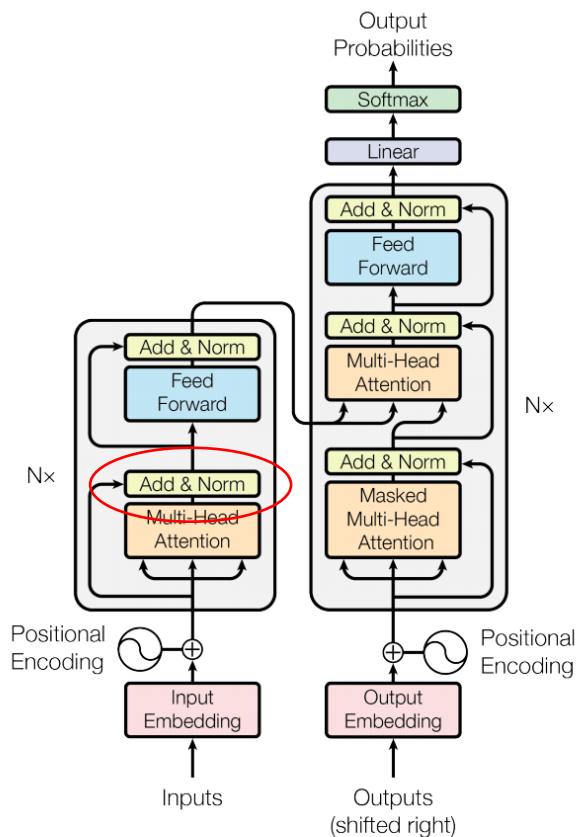 Output
Probabilities
Softmax
Linear
Add & Norm
Feed
Forward
Add & Norm
Multi-Head
Attention
Add & Norm
Masked
Multi-Head
Attention
N×
Add & Norm
Feed
Forward
Add & Norm
Multi-Head
Attention
N×
Positional
Encoding
Positional
Encoding
Input
Embedding
Output
Embedding
Inputs
Outputs
(shifted right)